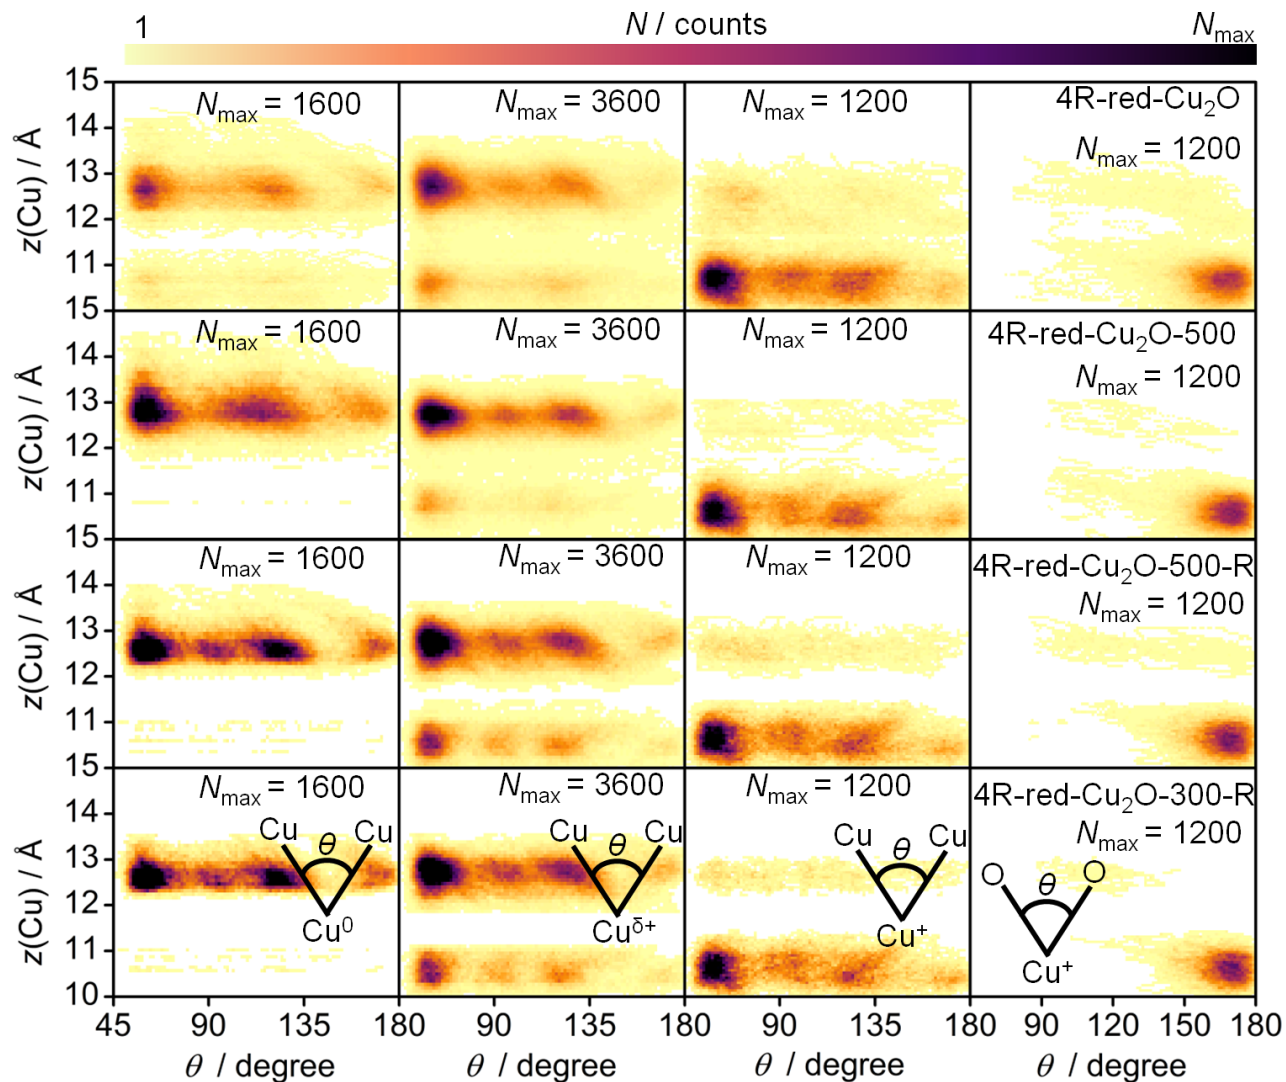 1 N / counts Nmax
Nmax = 1600 Nmax = 3600 Nmax = 1200 4R-red-Cu2O
Nmax = 1200
15
14
13
12
11
z(Cu) / Å
Nmax = 1600 Nmax = 3600 Nmax = 1200 4R-red-Cu2O-500
Nmax = 1200
15
14
13
12
11
z(Cu) / Å
Nmax = 1600 Nmax = 3600 Nmax = 1200 4R-red-Cu2O-500-R
Nmax = 1200
15
14
13
12
11
z(Cu) / Å
Nmax = 1600 Nmax = 3600 Nmax = 1200 4R-red-Cu2O-300-R
Nmax = 1200
15
14
13
12
11
10
z(Cu) / Å
Cu θ Cu Cu0
Cu θ Cu Cuδ+
Cu θ Cu Cu+
O θ O Cu+
45 90 135 180 90 135 180 90 135 180 90 120 150 180
θ / degree θ / degree θ / degree θ / degree